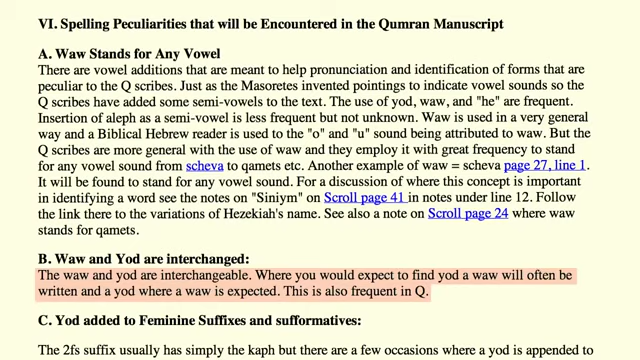 VI. Spelling Peculiarities that will be Encountered in the Qumran Manuscript
A. Waw Stands for Any Vowel
There are vowel additions that are meant to help pronunciation and identification of forms that are
peculiar to the Q scribes. Just as the Masoretes invented pointings to indicate vowel sounds so the
Q scribes have added some semi-vowels to the text. The use of yod, waw, and "he" are frequent.
Insertion of aleph as a semi-vowel is less frequent but not unknown. Waw is used in a very general
way and a Biblical Hebrew reader is used to the "o" and "u" sound being attributed to waw. But the
Q scribes are more general with the use of waw and they employ it with great frequency to stand
for any vowel sound from scheva to qamets etc. Another example of waw = scheva page 27, line 1.
It will be found to stand for any vowel sound. For a discussion of where this concept is important
in identifying a word see the notes on "Siniym" on Scroll page 41 in notes under line 12. Follow
the link there to the variations of Hezekiah's name. See also a note on Scroll page 24 where waw
stands for qamets.
B. Waw and Yod are interchanged:
The waw and yod are interchangeable. Where you would expect to find yod a waw will often be
written and a yod where a waw is expected. This is also frequent in Q.
C. Yod added to Feminine Suffixes and sufformatives:
The 2fs suffix usually has simply the kaph but there are a few occasions where a yod is appended to